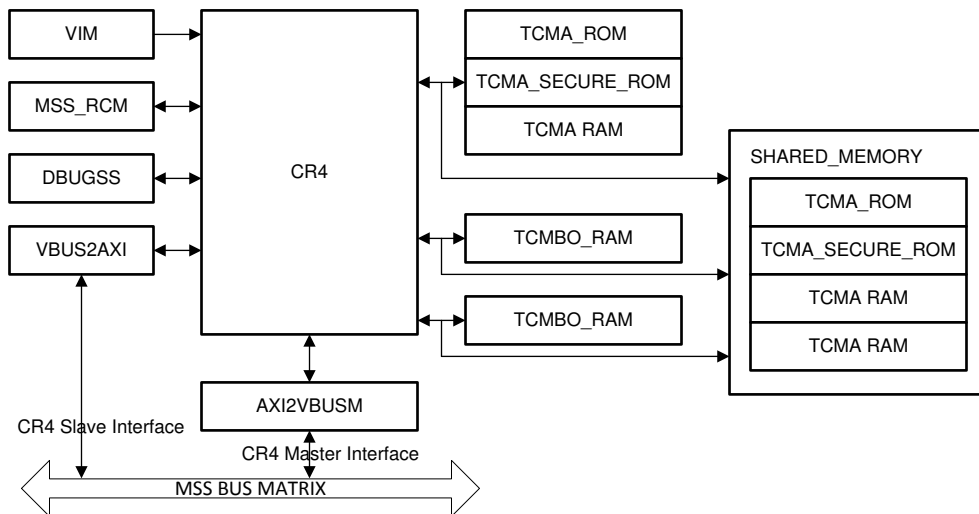 VIM
MSS_RCM
DBUGSS
VBUS2AXI
CR4
TCMA_ROM
TCMA_SECURE_ROM
TCMA RAM
TCMBO_RAM
TCMBO_RAM
SHARED_MEMORY
TCMA_ROM
TCMA_SECURE_ROM
TCMA RAM
TCMA RAM
AXI2VBUSM
CR4 Slave Interface
CR4 Master Interface
MSS BUS MATRIX